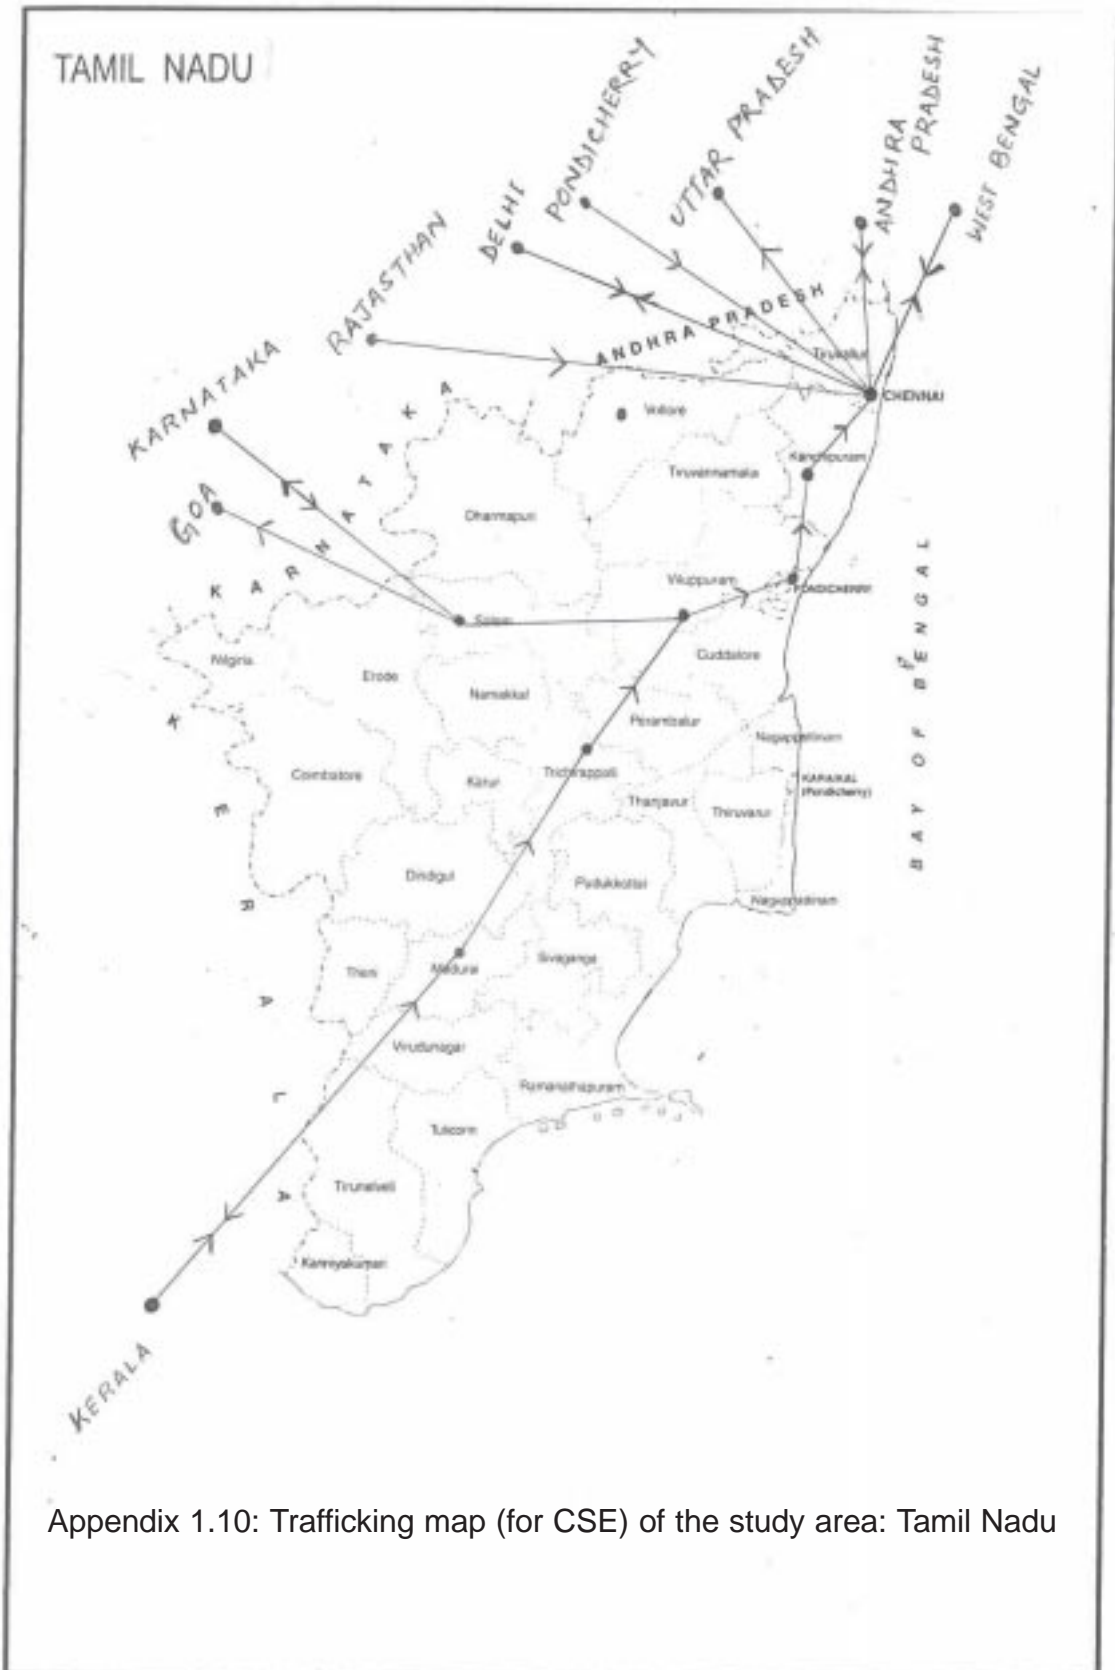 TAMIL NADU
PONDICHERRY
UTTAR PRADESH
ANDHRA
PRADESH
WEST BENGAL
DELHI
RAJASTHAN
KARNATAKA
GOA
ANDHRA PRADESH
Tiruvallur
CHENNAI
Vellore
Kanchipuram
Tiruvannamalai
KARNATAKA
Dharmapuri
Viluppuram
PONDICHERRY
Salem
Cuddalore
Nilgiris
Erode
Namakkal
Perambalur
Nagappattinam
Coimbatore
Karur
Trichirappalli
KARAIKAL
(Pondicherry)
Thanjavur
Thiruvarur
BAY OF BENGAL
KERALA
Dindigul
Pudukkottai
Nagappattinam
Theni
Madurai
Sivaganga
Virudunagar
Ramanathapuram
Tuticorin
Tirunelveli
Kanniyakumari
KERALA
Appendix 1.10: Trafficking map (for CSE) of the study area: Tamil Nadu